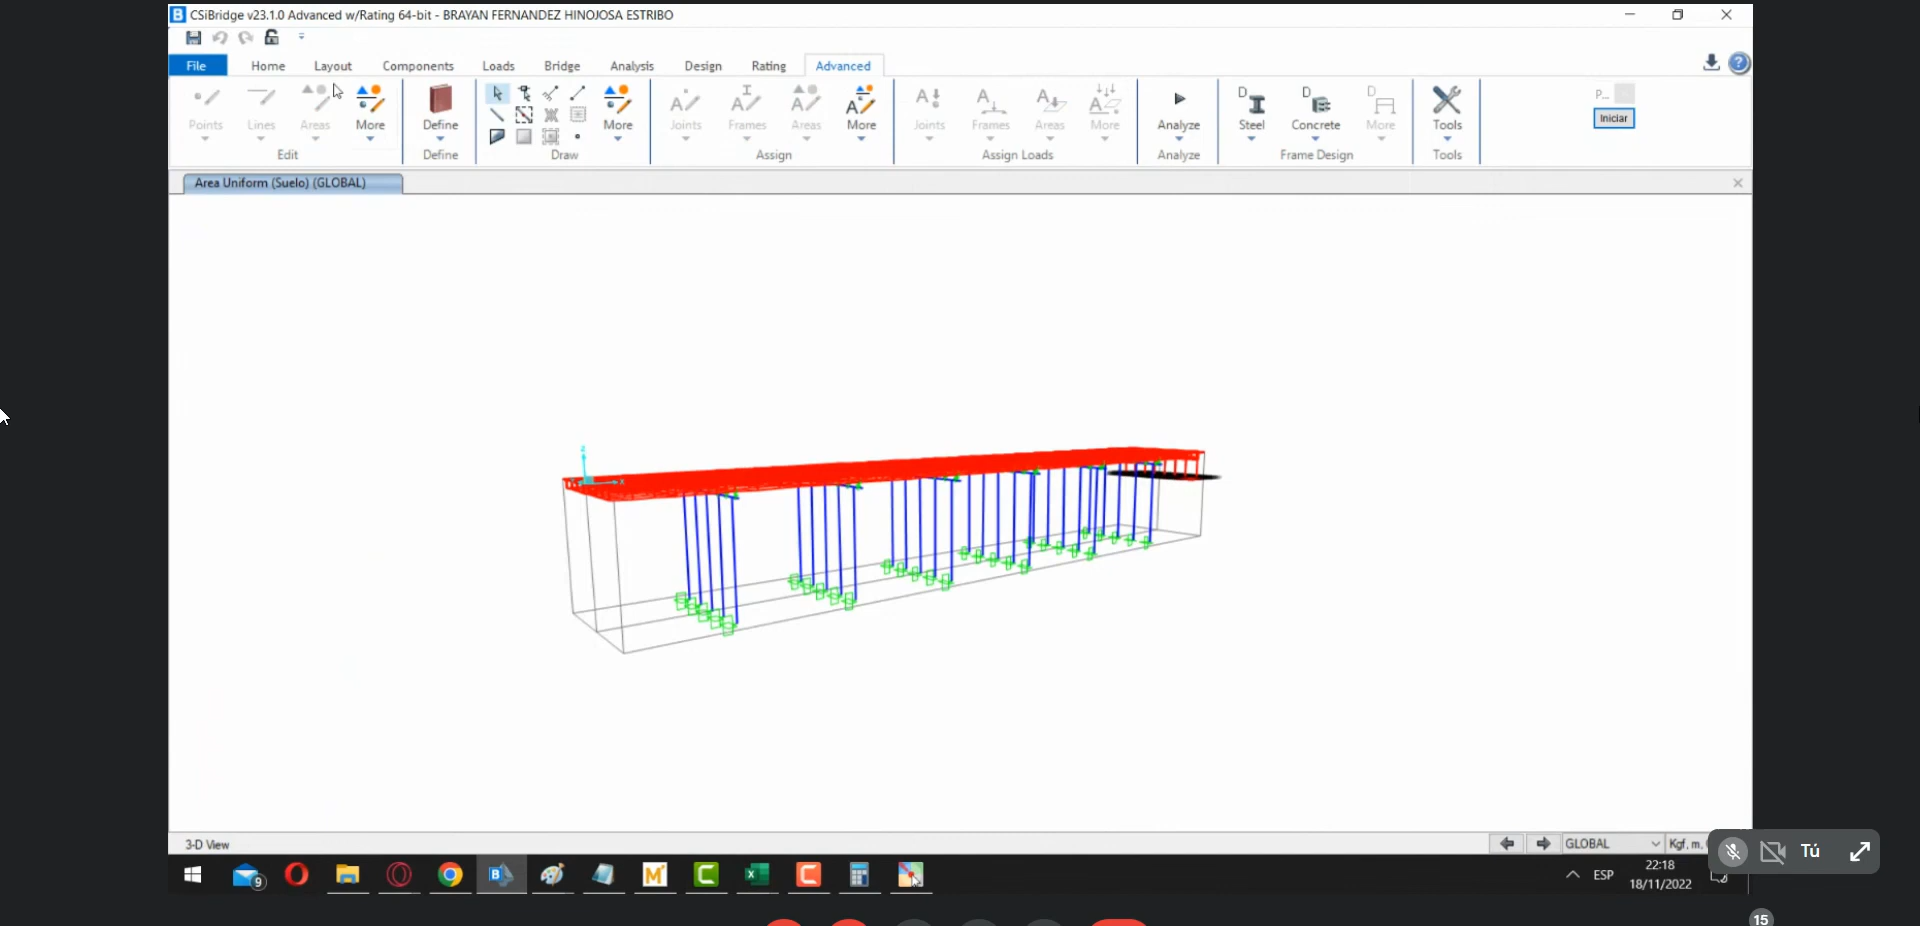 CSiBridge v23.1.0 Advanced w/Rating 64-bit - BRAYAN FERNANDEZ HINOJOSA ESTRIBO
File Home Layout Components Loads Bridge Analysis Design Rating Advanced
Points Lines Areas More Define More Joints Frames Areas More Joints Frames Areas More Analyze Steel Concrete More Tools
P...
Iniciar
Edit Define Draw Assign Assign Loads Analyze Frame Design Tools
Area Uniform (Suelo) (GLOBAL)
Z
X
3-D View
GLOBAL
Kgf, m,
Tú
9
ESP
22:18
18/11/2022
15